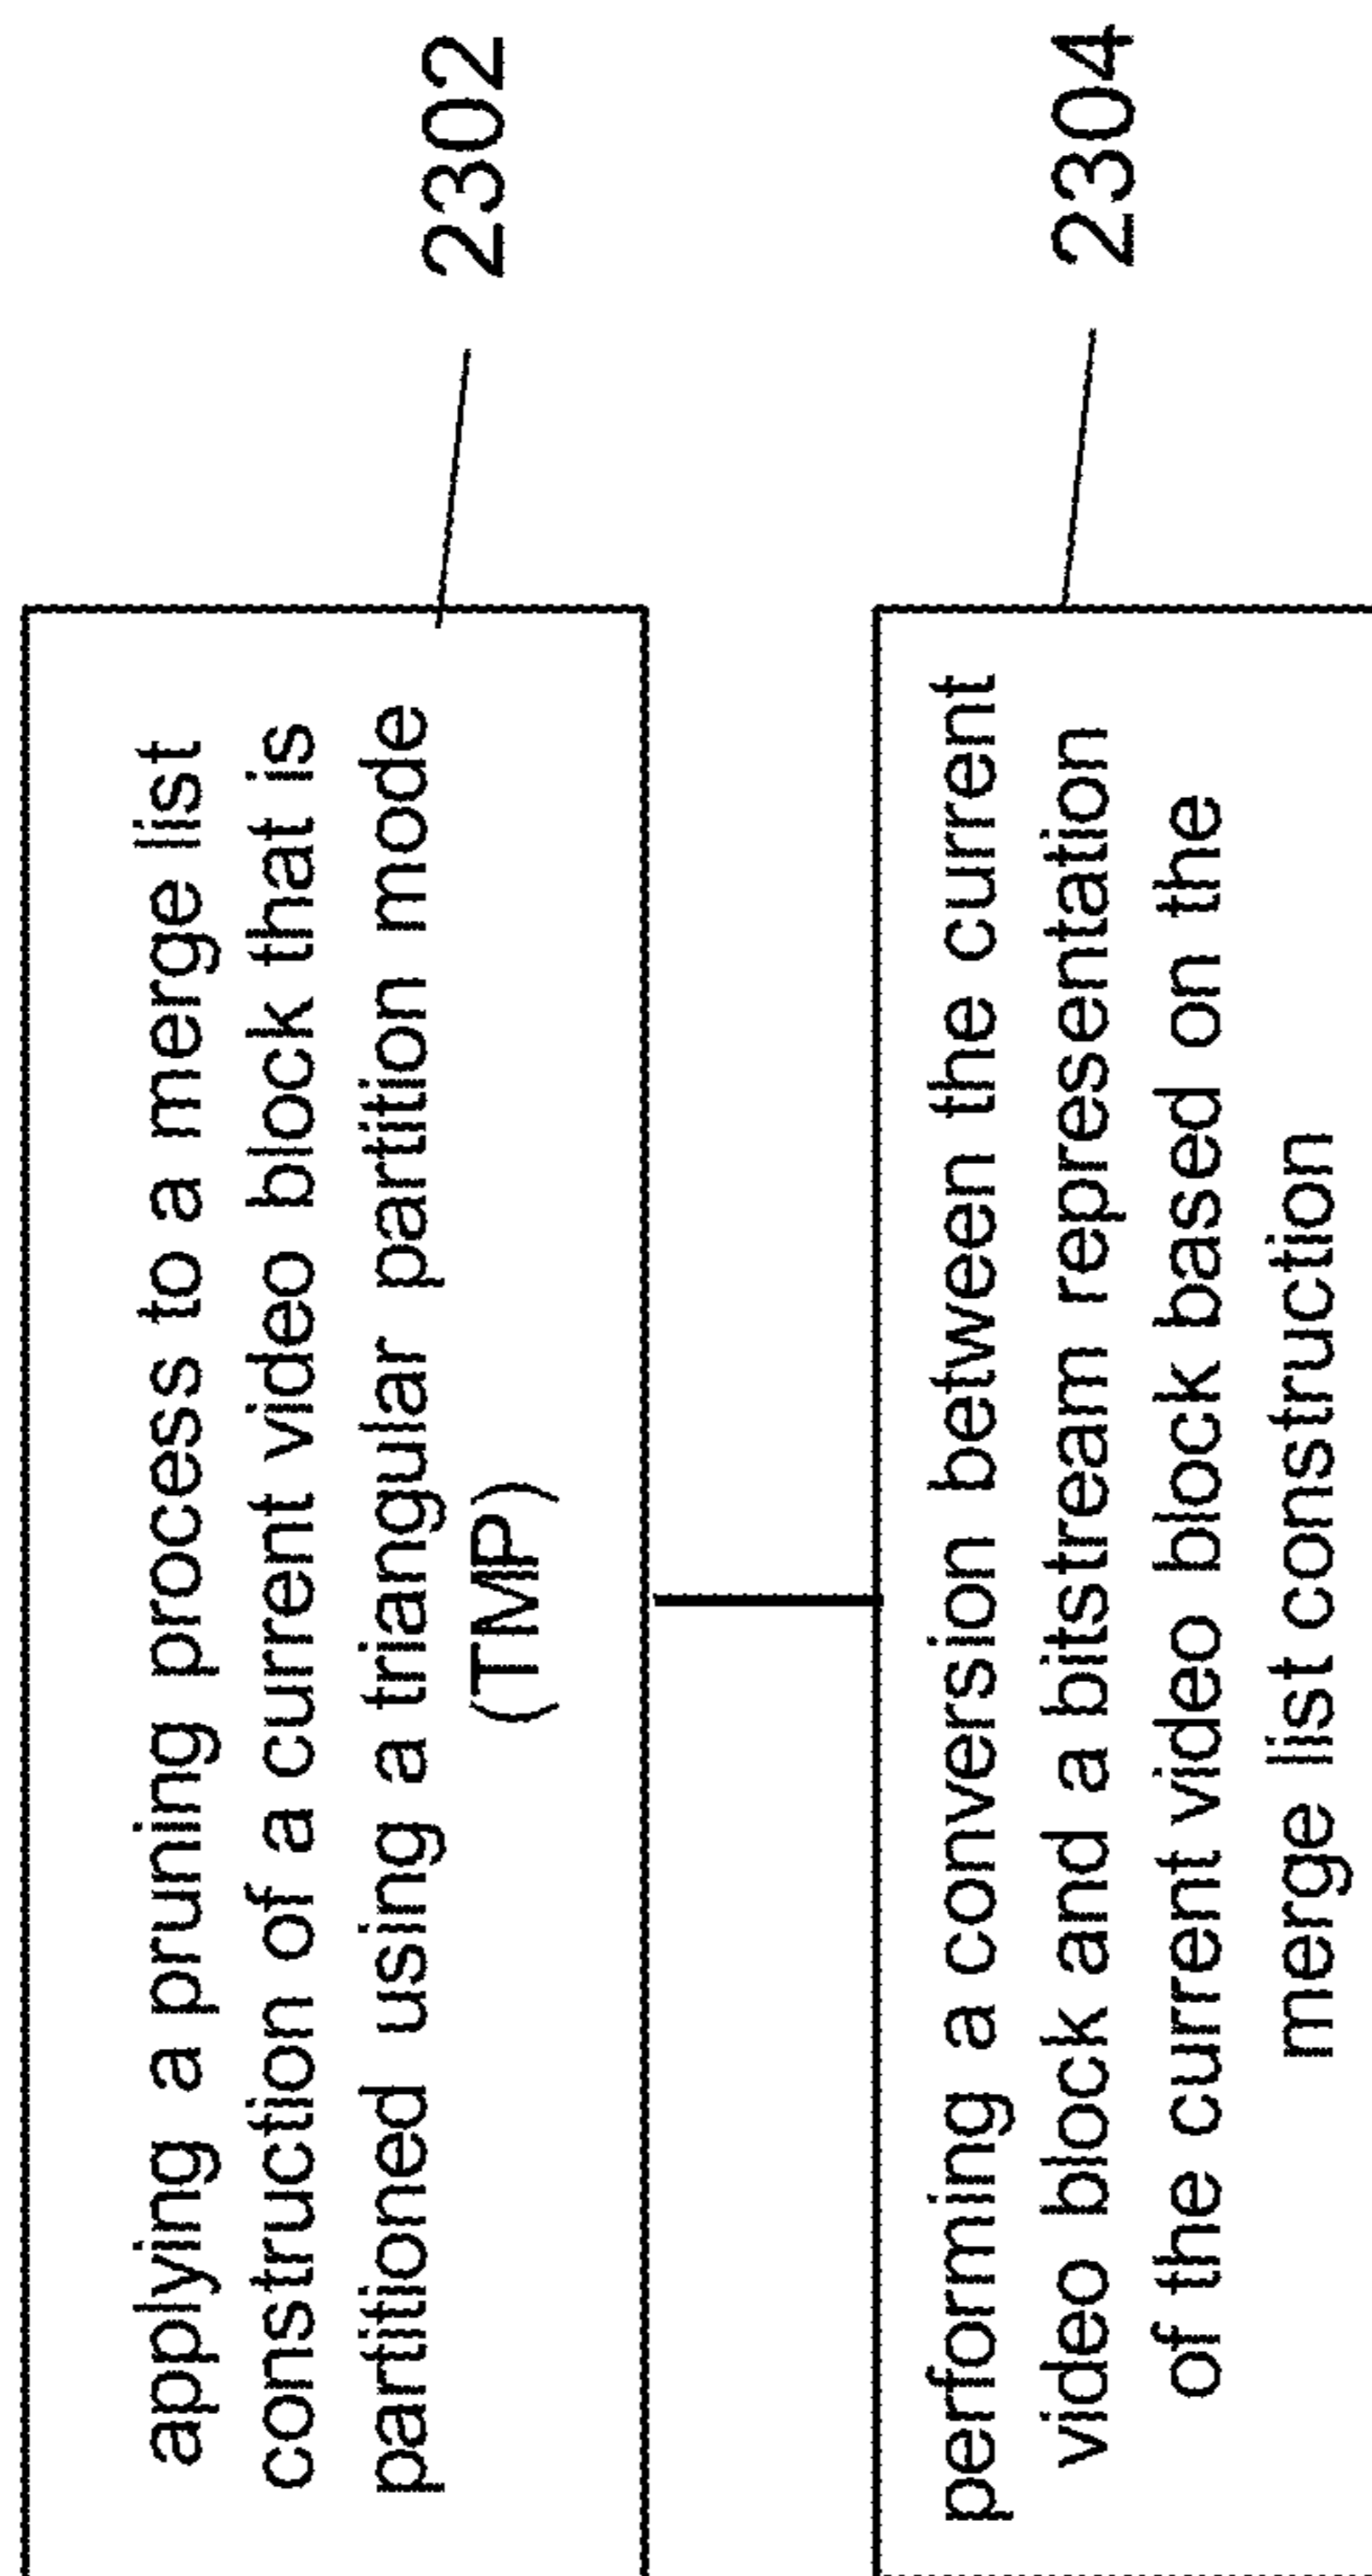 applying a pruning process to a merge list
construction of a current video block that is
partitioned using a triangular partition mode
(TMP)
2302
performing a conversion between the current
video block and a bitstream representation
of the current video block based on the
merge list construction
2304